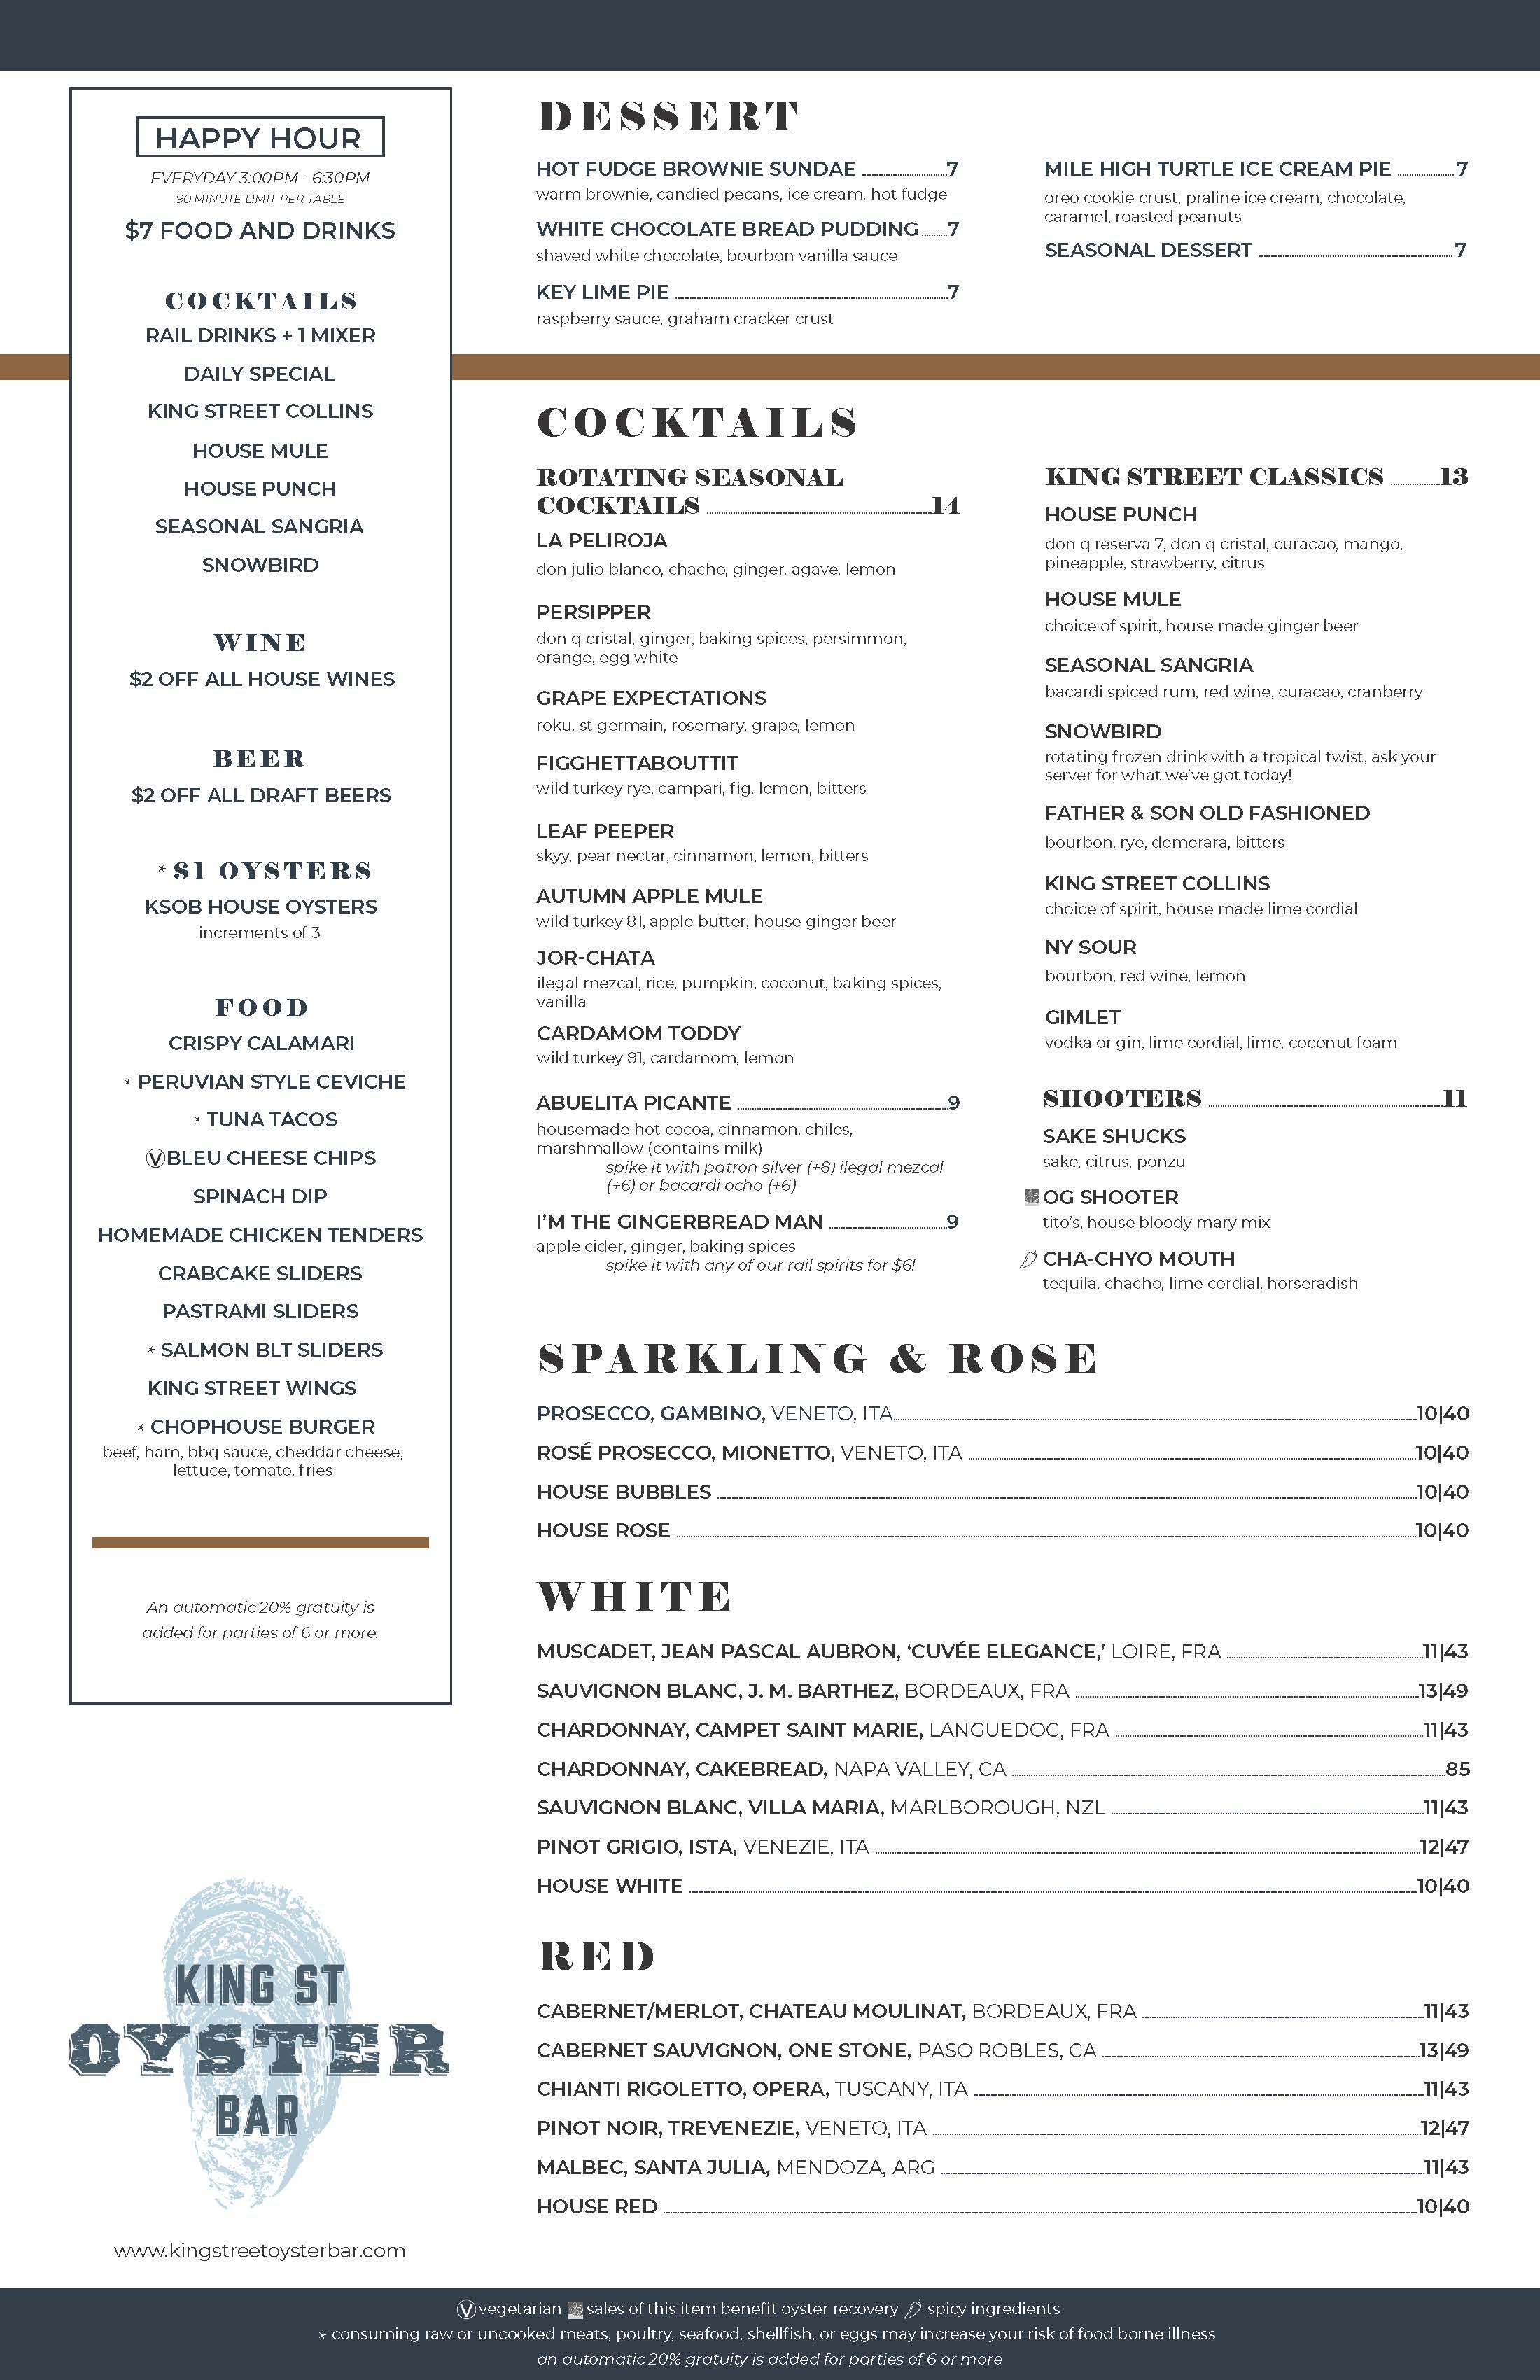 HAPPY HOUR
EVERYDAY 3:00PM - 6:30PM
90 MINUTE LIMIT PER TABLE
$7 FOOD AND DRINKS
COCKTAILS
RAIL DRINKS + 1 MIXER
DAILY SPECIAL
KING STREET COLLINS
HOUSE MULE
HOUSE PUNCH
SEASONAL SANGRIA
SNOWBIRD
WINE
$2 OFF ALL HOUSE WINES
BEER
$2 OFF ALL DRAFT BEERS
* $1 OYSTERS
KSOB HOUSE OYSTERS
increments of 3
FOOD
CRISPY CALAMARI
* PERUVIAN STYLE CEVICHE
* TUNA TACOS
Ⓥ BLEU CHEESE CHIPS
SPINACH DIP
HOMEMADE CHICKEN TENDERS
CRABCAKE SLIDERS
PASTRAMI SLIDERS
* SALMON BLT SLIDERS
KING STREET WINGS
* CHOPHOUSE BURGER
beef, ham, bbq sauce, cheddar cheese,
lettuce, tomato, fries
An automatic 20% gratuity is
added for parties of 6 or more.
KING ST
OYSTER
BAR
www.kingstreetoysterbar.com
DESSERT
HOT FUDGE BROWNIE SUNDAE 7
warm brownie, candied pecans, ice cream, hot fudge
WHITE CHOCOLATE BREAD PUDDING 7
shaved white chocolate, bourbon vanilla sauce
KEY LIME PIE 7
raspberry sauce, graham cracker crust
MILE HIGH TURTLE ICE CREAM PIE 7
oreo cookie crust, praline ice cream, chocolate,
caramel, roasted peanuts
SEASONAL DESSERT 7
COCKTAILS
ROTATING SEASONAL
COCKTAILS 14
LA PELIROJA
don julio blanco, chacho, ginger, agave, lemon
PERSIPPER
don q cristal, ginger, baking spices, persimmon,
orange, egg white
GRAPE EXPECTATIONS
roku, st germain, rosemary, grape, lemon
FIGGHETTABOUTTIT
wild turkey rye, campari, fig, lemon, bitters
LEAF PEEPER
skyy, pear nectar, cinnamon, lemon, bitters
AUTUMN APPLE MULE
wild turkey 81, apple butter, house ginger beer
JOR-CHATA
ilegal mezcal, rice, pumpkin, coconut, baking spices,
vanilla
CARDAMOM TODDY
wild turkey 81, cardamom, lemon
ABUELITA PICANTE 9
housemade hot cocoa, cinnamon, chiles,
marshmallow (contains milk)
spike it with patron silver (+8) ilegal mezcal
(+6) or bacardi ocho (+6)
I'M THE GINGERBREAD MAN 9
apple cider, ginger, baking spices
spike it with any of our rail spirits for $6!
KING STREET CLASSICS 13
HOUSE PUNCH
don q reserva 7, don q cristal, curacao, mango,
pineapple, strawberry, citrus
HOUSE MULE
choice of spirit, house made ginger beer
SEASONAL SANGRIA
bacardi spiced rum, red wine, curacao, cranberry
SNOWBIRD
rotating frozen drink with a tropical twist, ask your
server for what we've got today!
FATHER & SON OLD FASHIONED
bourbon, rye, demerara, bitters
KING STREET COLLINS
choice of spirit, house made lime cordial
NY SOUR
bourbon, red wine, lemon
GIMLET
vodka or gin, lime cordial, lime, coconut foam
SHOOTERS 11
SAKE SHUCKS
sake, citrus, ponzu
OG SHOOTER
tito's, house bloody mary mix
CHA-CHYO MOUTH
tequila, chacho, lime cordial, horseradish
SPARKLING & ROSE
PROSECCO, GAMBINO, VENETO, ITA 10|40
ROSÉ PROSECCO, MIONETTO, VENETO, ITA 10|40
HOUSE BUBBLES 10|40
HOUSE ROSE 10|40
WHITE
MUSCADET, JEAN PASCAL AUBRON, 'CUVÉE ELEGANCE,' LOIRE, FRA 11|43
SAUVIGNON BLANC, J. M. BARTHEZ, BORDEAUX, FRA 13|49
CHARDONNAY, CAMPET SAINT MARIE, LANGUEDOC, FRA 11|43
CHARDONNAY, CAKEBREAD, NAPA VALLEY, CA 85
SAUVIGNON BLANC, VILLA MARIA, MARLBOROUGH, NZL 11|43
PINOT GRIGIO, ISTA, VENEZIE, ITA 12|47
HOUSE WHITE 10|40
RED
CABERNET/MERLOT, CHATEAU MOULINAT, BORDEAUX, FRA 11|43
CABERNET SAUVIGNON, ONE STONE, PASO ROBLES, CA 13|49
CHIANTI RIGOLETTO, OPERA, TUSCANY, ITA 11|43
PINOT NOIR, TREVENEZIE, VENETO, ITA 12|47
MALBEC, SANTA JULIA, MENDOZA, ARG 11|43
HOUSE RED 10|40
Ⓥ vegetarian sales of this item benefit oyster recovery spicy ingredients
* consuming raw or uncooked meats, poultry, seafood, shellfish, or eggs may increase your risk of food borne illness
an automatic 20% gratuity is added for parties of 6 or more